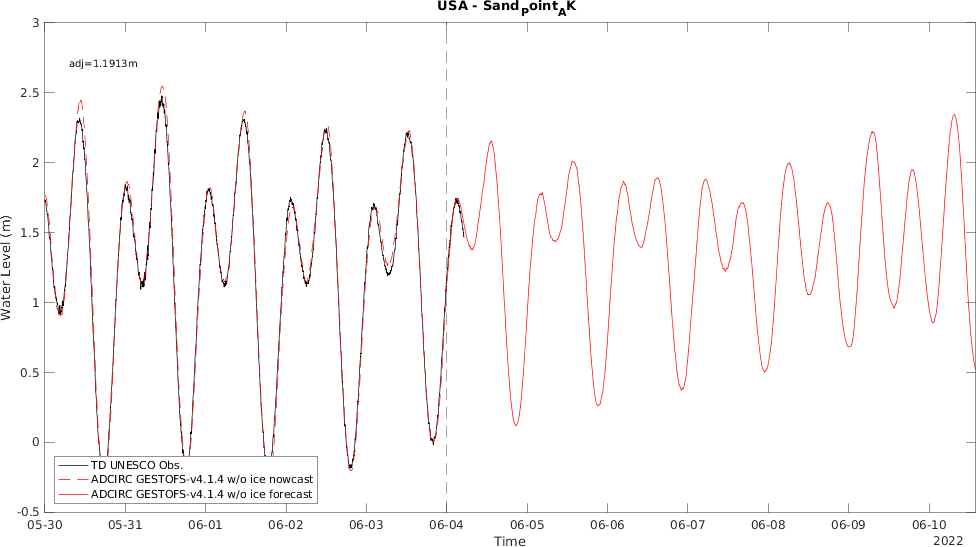 USA - Sand_Point_AK
adj=1.1913m
3
2.5
2
1.5
1
0.5
0
-0.5
Water Level (m)
TD UNESCO Obs.
ADCIRC GESTOFS-v4.1.4 w/o ice nowcast
ADCIRC GESTOFS-v4.1.4 w/o ice forecast
05-30 05-31 06-01 06-02 06-03 06-04 06-05 06-06 06-07 06-08 06-09 06-10
Time
2022